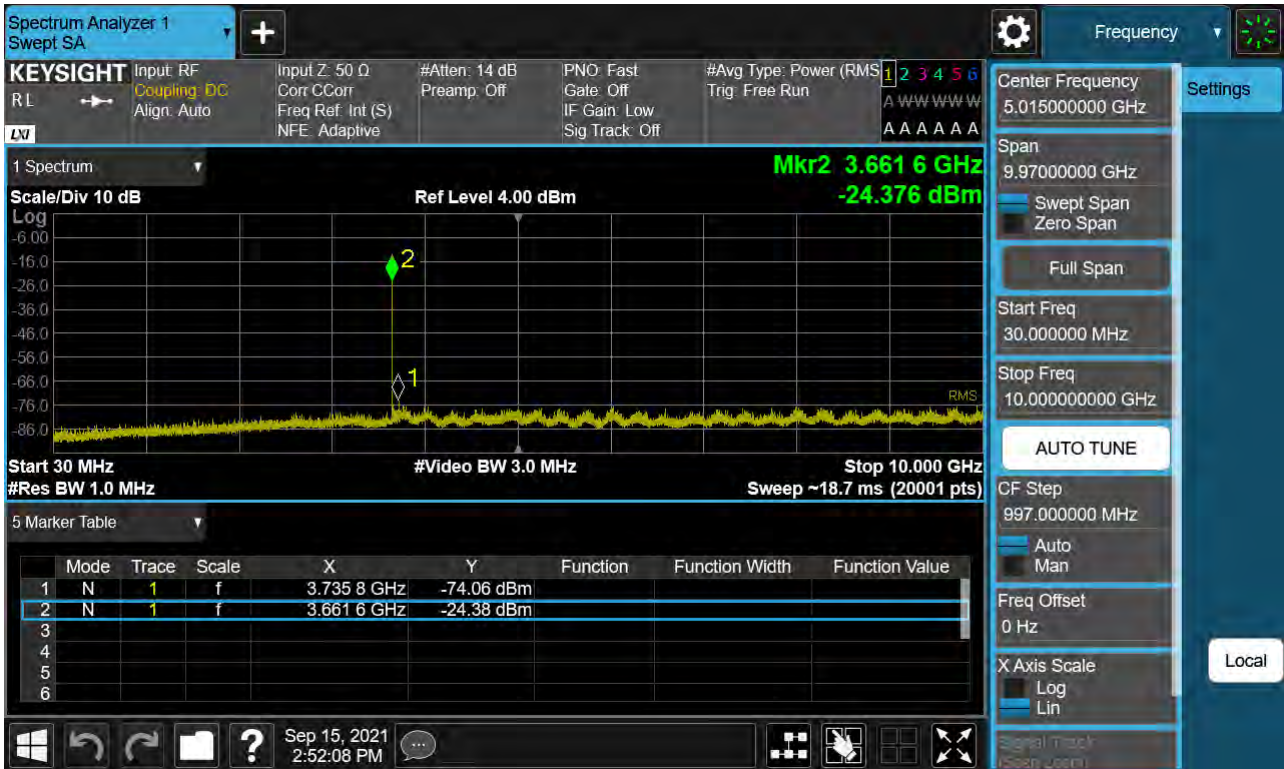 Spectrum Analyzer 1
Swept SA
+
Frequency
KEYSIGHT
RL
LXI
Input: RF
Coupling: DC
Align: Auto
Input Z: 50 Ω
Corr CCorr
Freq Ref: Int (S)
NFE: Adaptive
#Atten: 14 dB
Preamp: Off
PNO: Fast
Gate: Off
IF Gain: Low
Sig Track: Off
#Avg Type: Power (RMS
Trig: Free Run
1 2 3 4 5 6
A W W W W W
A A A A A A
1 Spectrum
Mkr2 3.661 6 GHz
Scale/Div 10 dB
Ref Level 4.00 dBm
-24.376 dBm
Log
-6.00
-16.0
-26.0
-36.0
-46.0
-56.0
-66.0
-76.0
-86.0
2
1
RMS
Start 30 MHz
#Video BW 3.0 MHz
Stop 10.000 GHz
#Res BW 1.0 MHz
Sweep ~18.7 ms (20001 pts)
5 Marker Table
Mode Trace Scale X Y Function Function Width Function Value
1 N 1 f 3.735 8 GHz -74.06 dBm
2 N 1 f 3.661 6 GHz -24.38 dBm
3
4
5
6
Sep 15, 2021
2:52:08 PM
Center Frequency
5.015000000 GHz
Settings
Span
9.97000000 GHz
Swept Span
Zero Span
Full Span
Start Freq
30.000000 MHz
Stop Freq
10.000000000 GHz
AUTO TUNE
CF Step
997.000000 MHz
Auto
Man
Freq Offset
0 Hz
X Axis Scale
Log
Lin
Local
Signal Track
(Span Zoom)